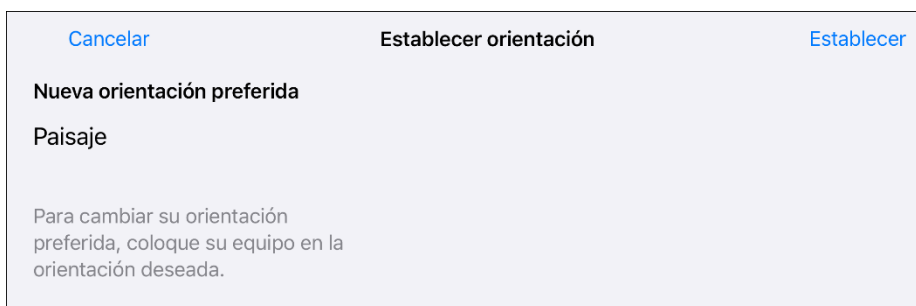 Cancelar Establecer orientación Establecer
Nueva orientación preferida
Paisaje
Para cambiar su orientación
preferida, coloque su equipo en la
orientación deseada.